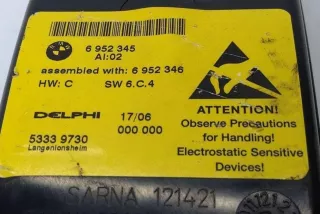 6 952 345
AI:02
assembled with: 6 952 346
HW: C SW 6.C.4
DELPHI 17/06
5333 9730 000 000
Langenlonsheim
ATTENTION!
Observe Precautions
for Handling!
Electrostatic Sensitive
Devices!
SARNA 121421